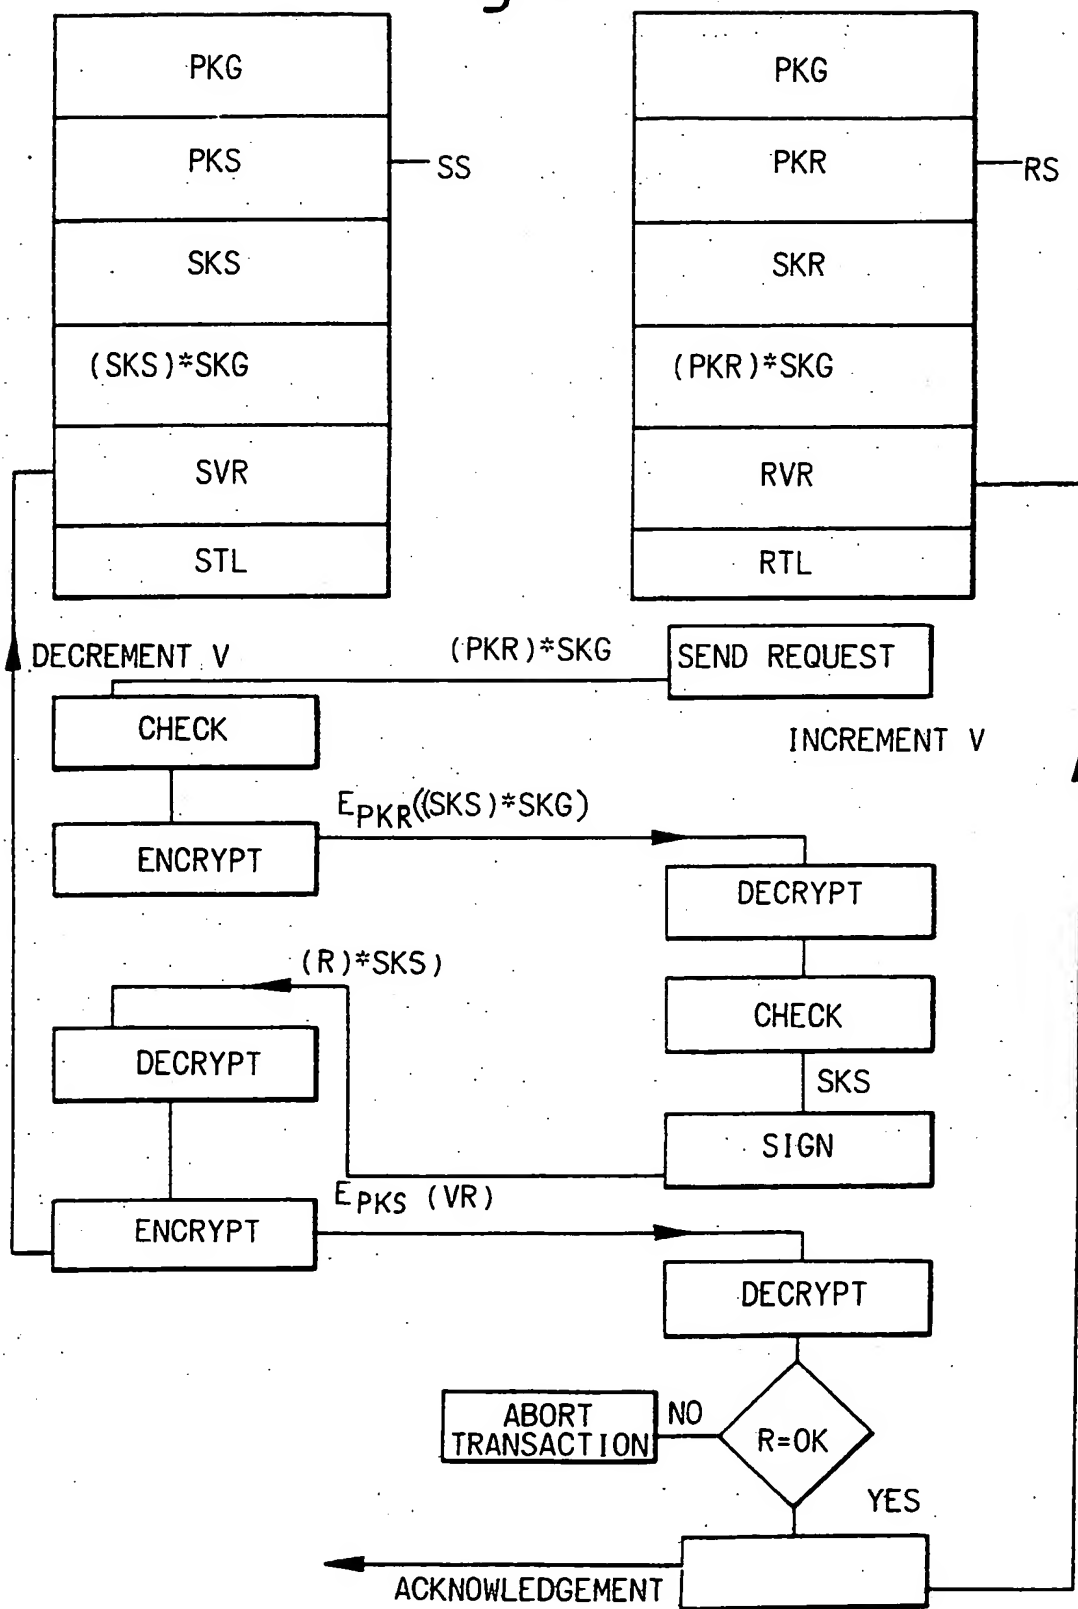 PKG
PKS
SS
SKS
(SKS)*SKG
SVR
STL
PKG
PKR
RS
SKR
(PKR)*SKG
RVR
RTL
DECREMENT V
(PKR)*SKG
SEND REQUEST
CHECK
INCREMENT V
EPKR((SKS)*SKG)
ENCRYPT
DECRYPT
(R)*SKS)
CHECK
DECRYPT
SKS
SIGN
EPKS (VR)
ENCRYPT
DECRYPT
ABORT
TRANSACTION
NO
R=OK
YES
ACKNOWLEDGEMENT